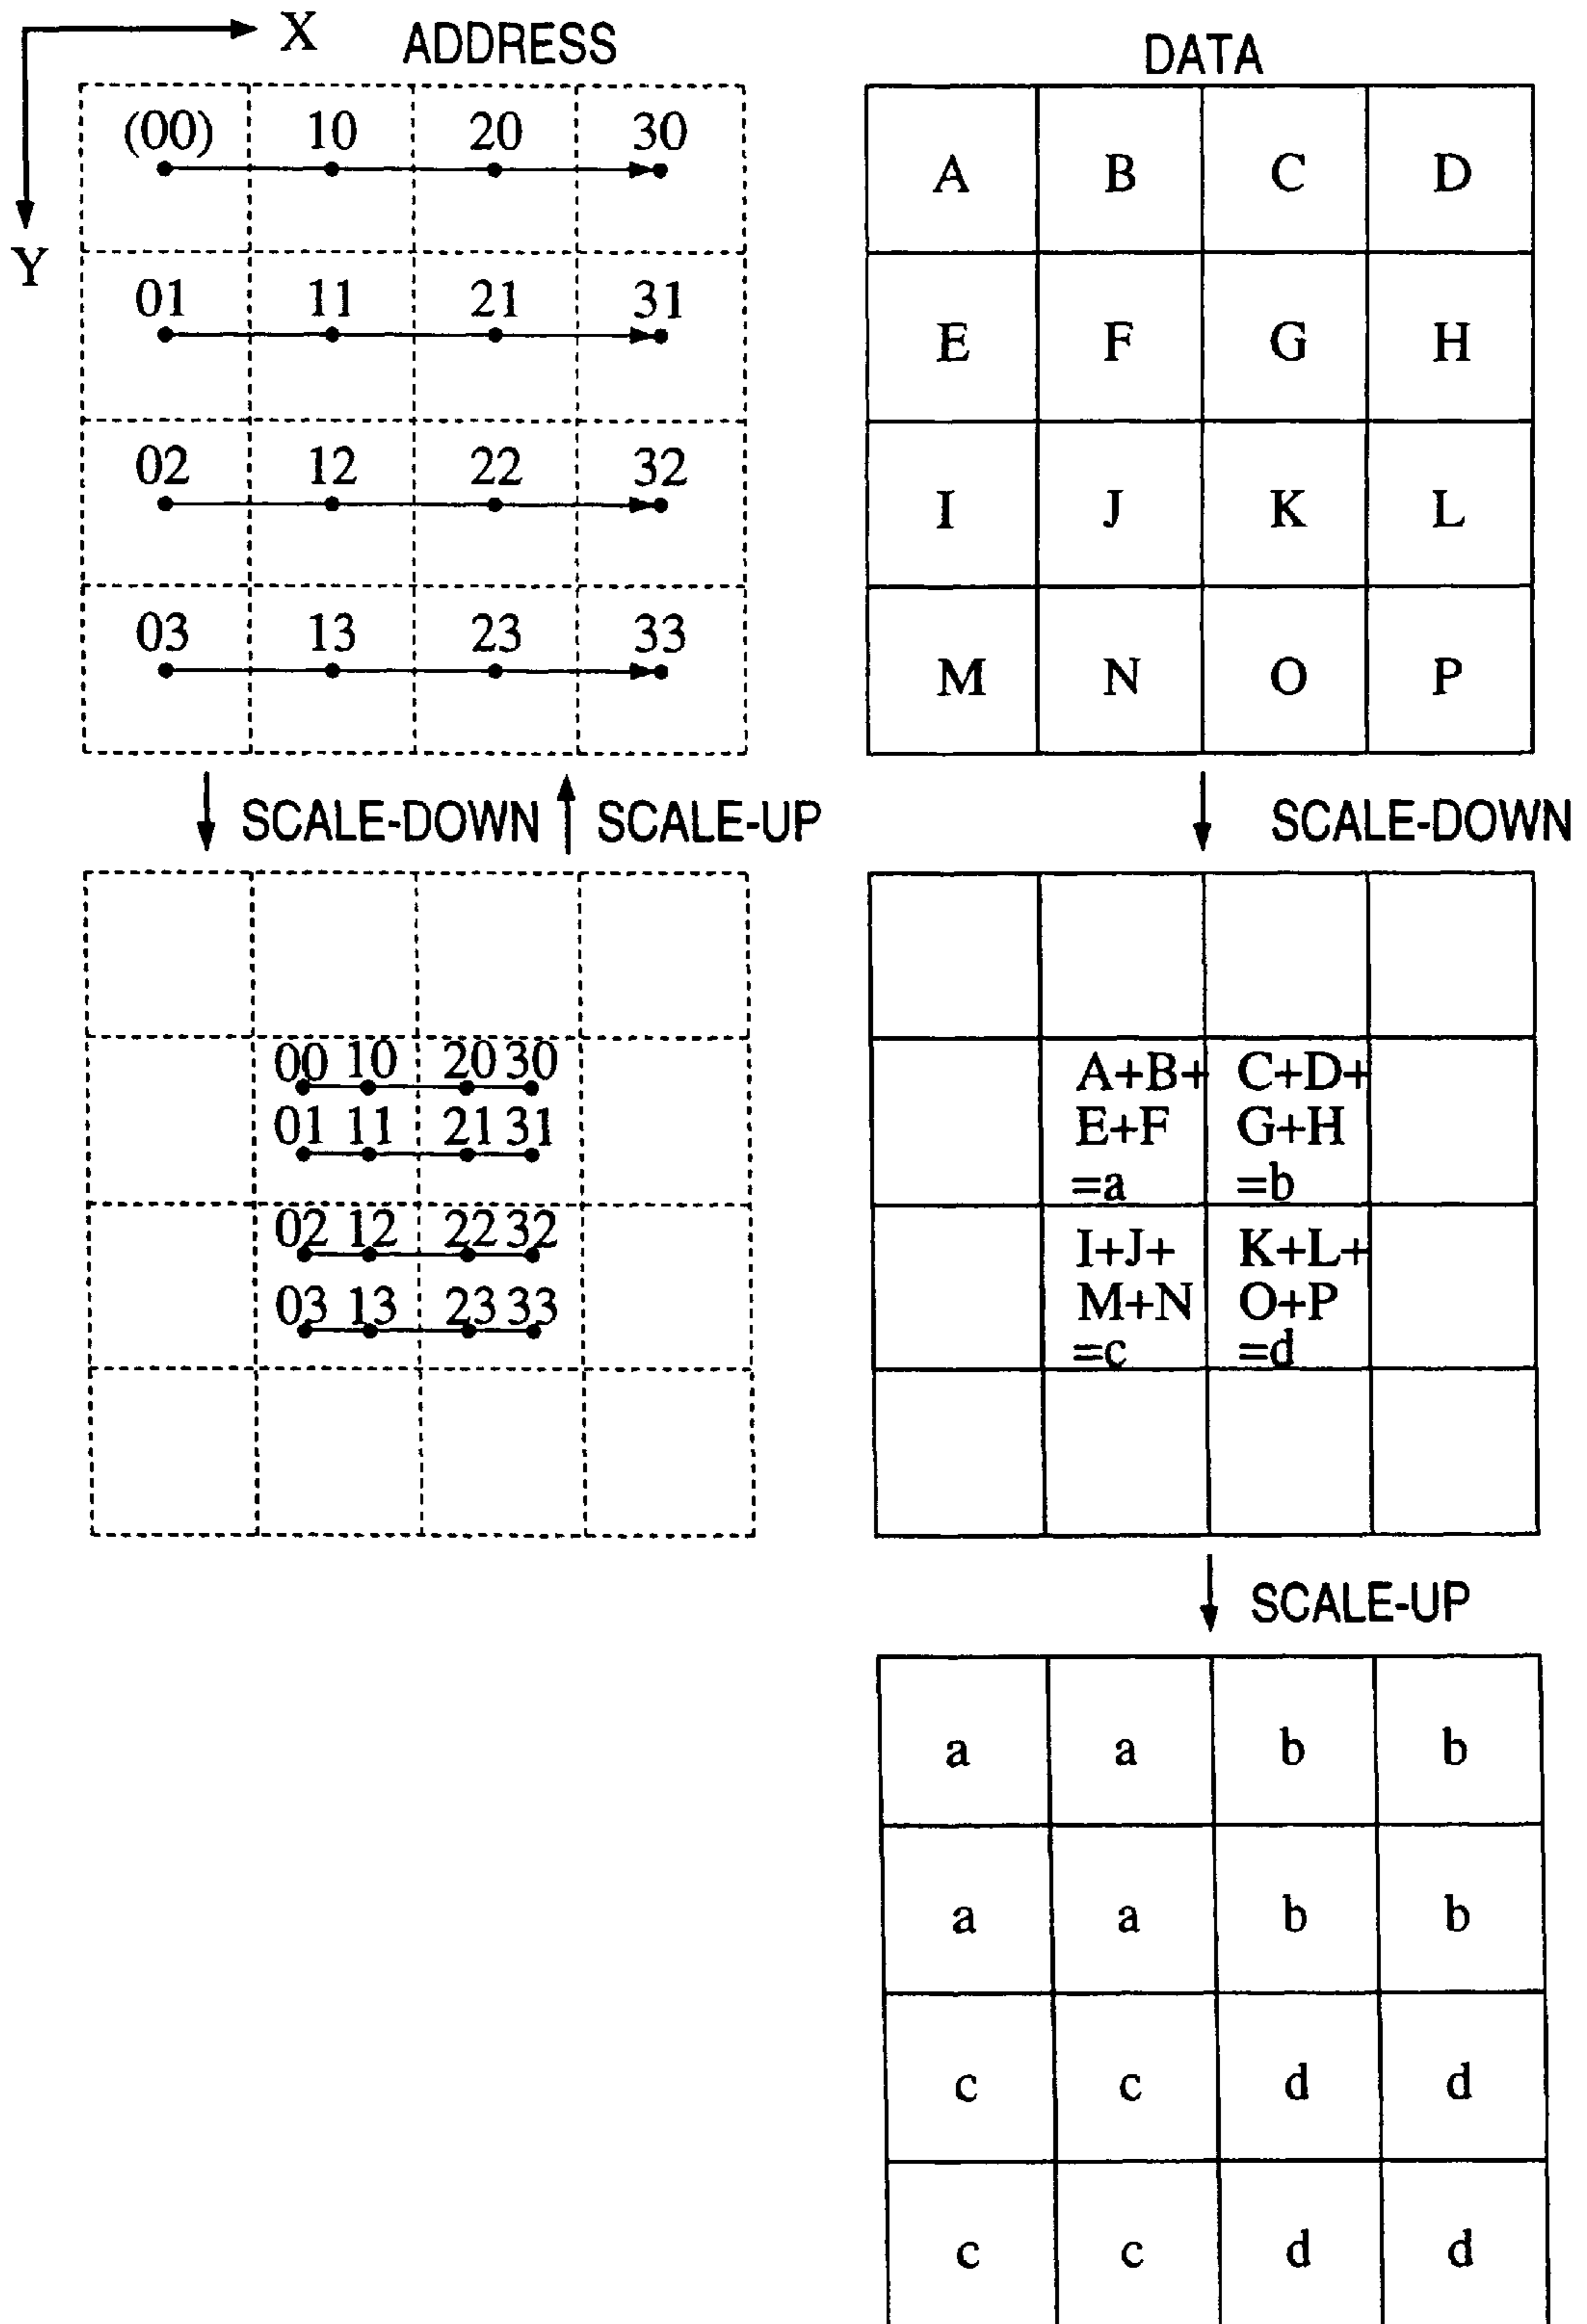 X ADDRESS
Y
(00) 10 20 30
01 11 21 31
02 12 22 32
03 13 23 33
SCALE-DOWN SCALE-UP
00 10 20 30
01 11 21 31
02 12 22 32
03 13 23 33
DATA
A B C D
E F G H
I J K L
M N O P
SCALE-DOWN
A+B+ C+D+
E+F G+H
=a =b
I+J+ K+L+
M+N O+P
=c =d
SCALE-UP
a a b b
a a b b
c c d d
c c d d